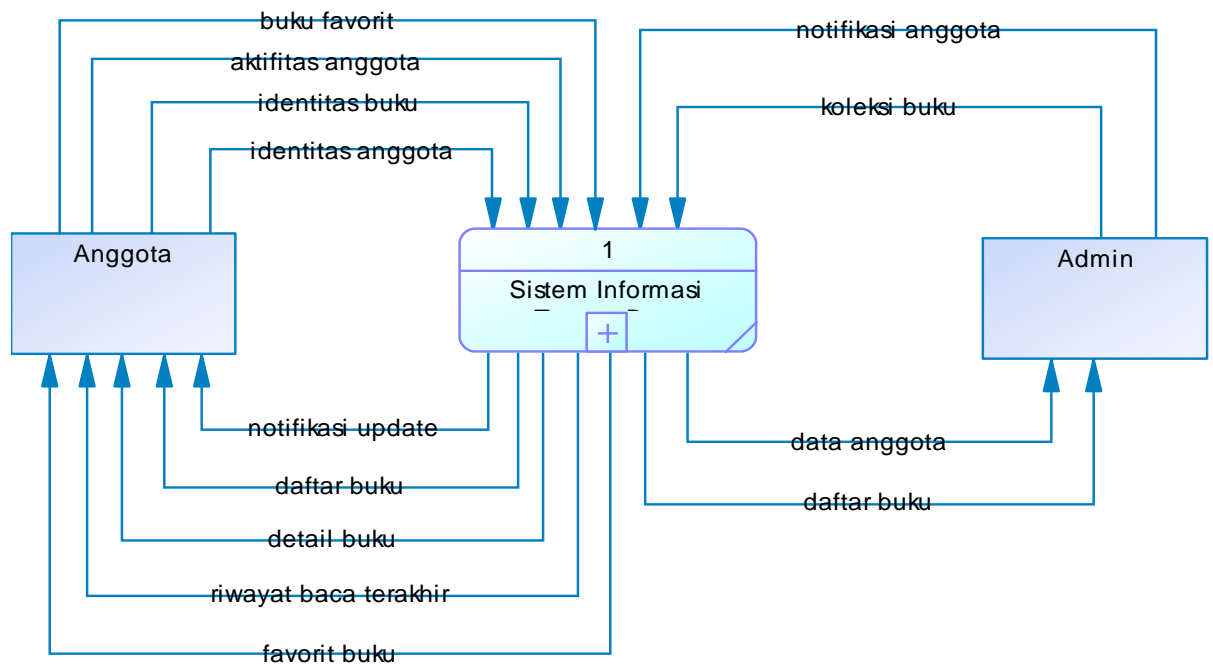 buku favorit
notifikasi anggota
aktifitas anggota
identitas buku
koleksi buku
identitas anggota
Anggota
1
Admin
Sistem Informasi
notifikasi update
data anggota
daftar buku
daftar buku
detail buku
riwayat baca terakhir
favorit buku